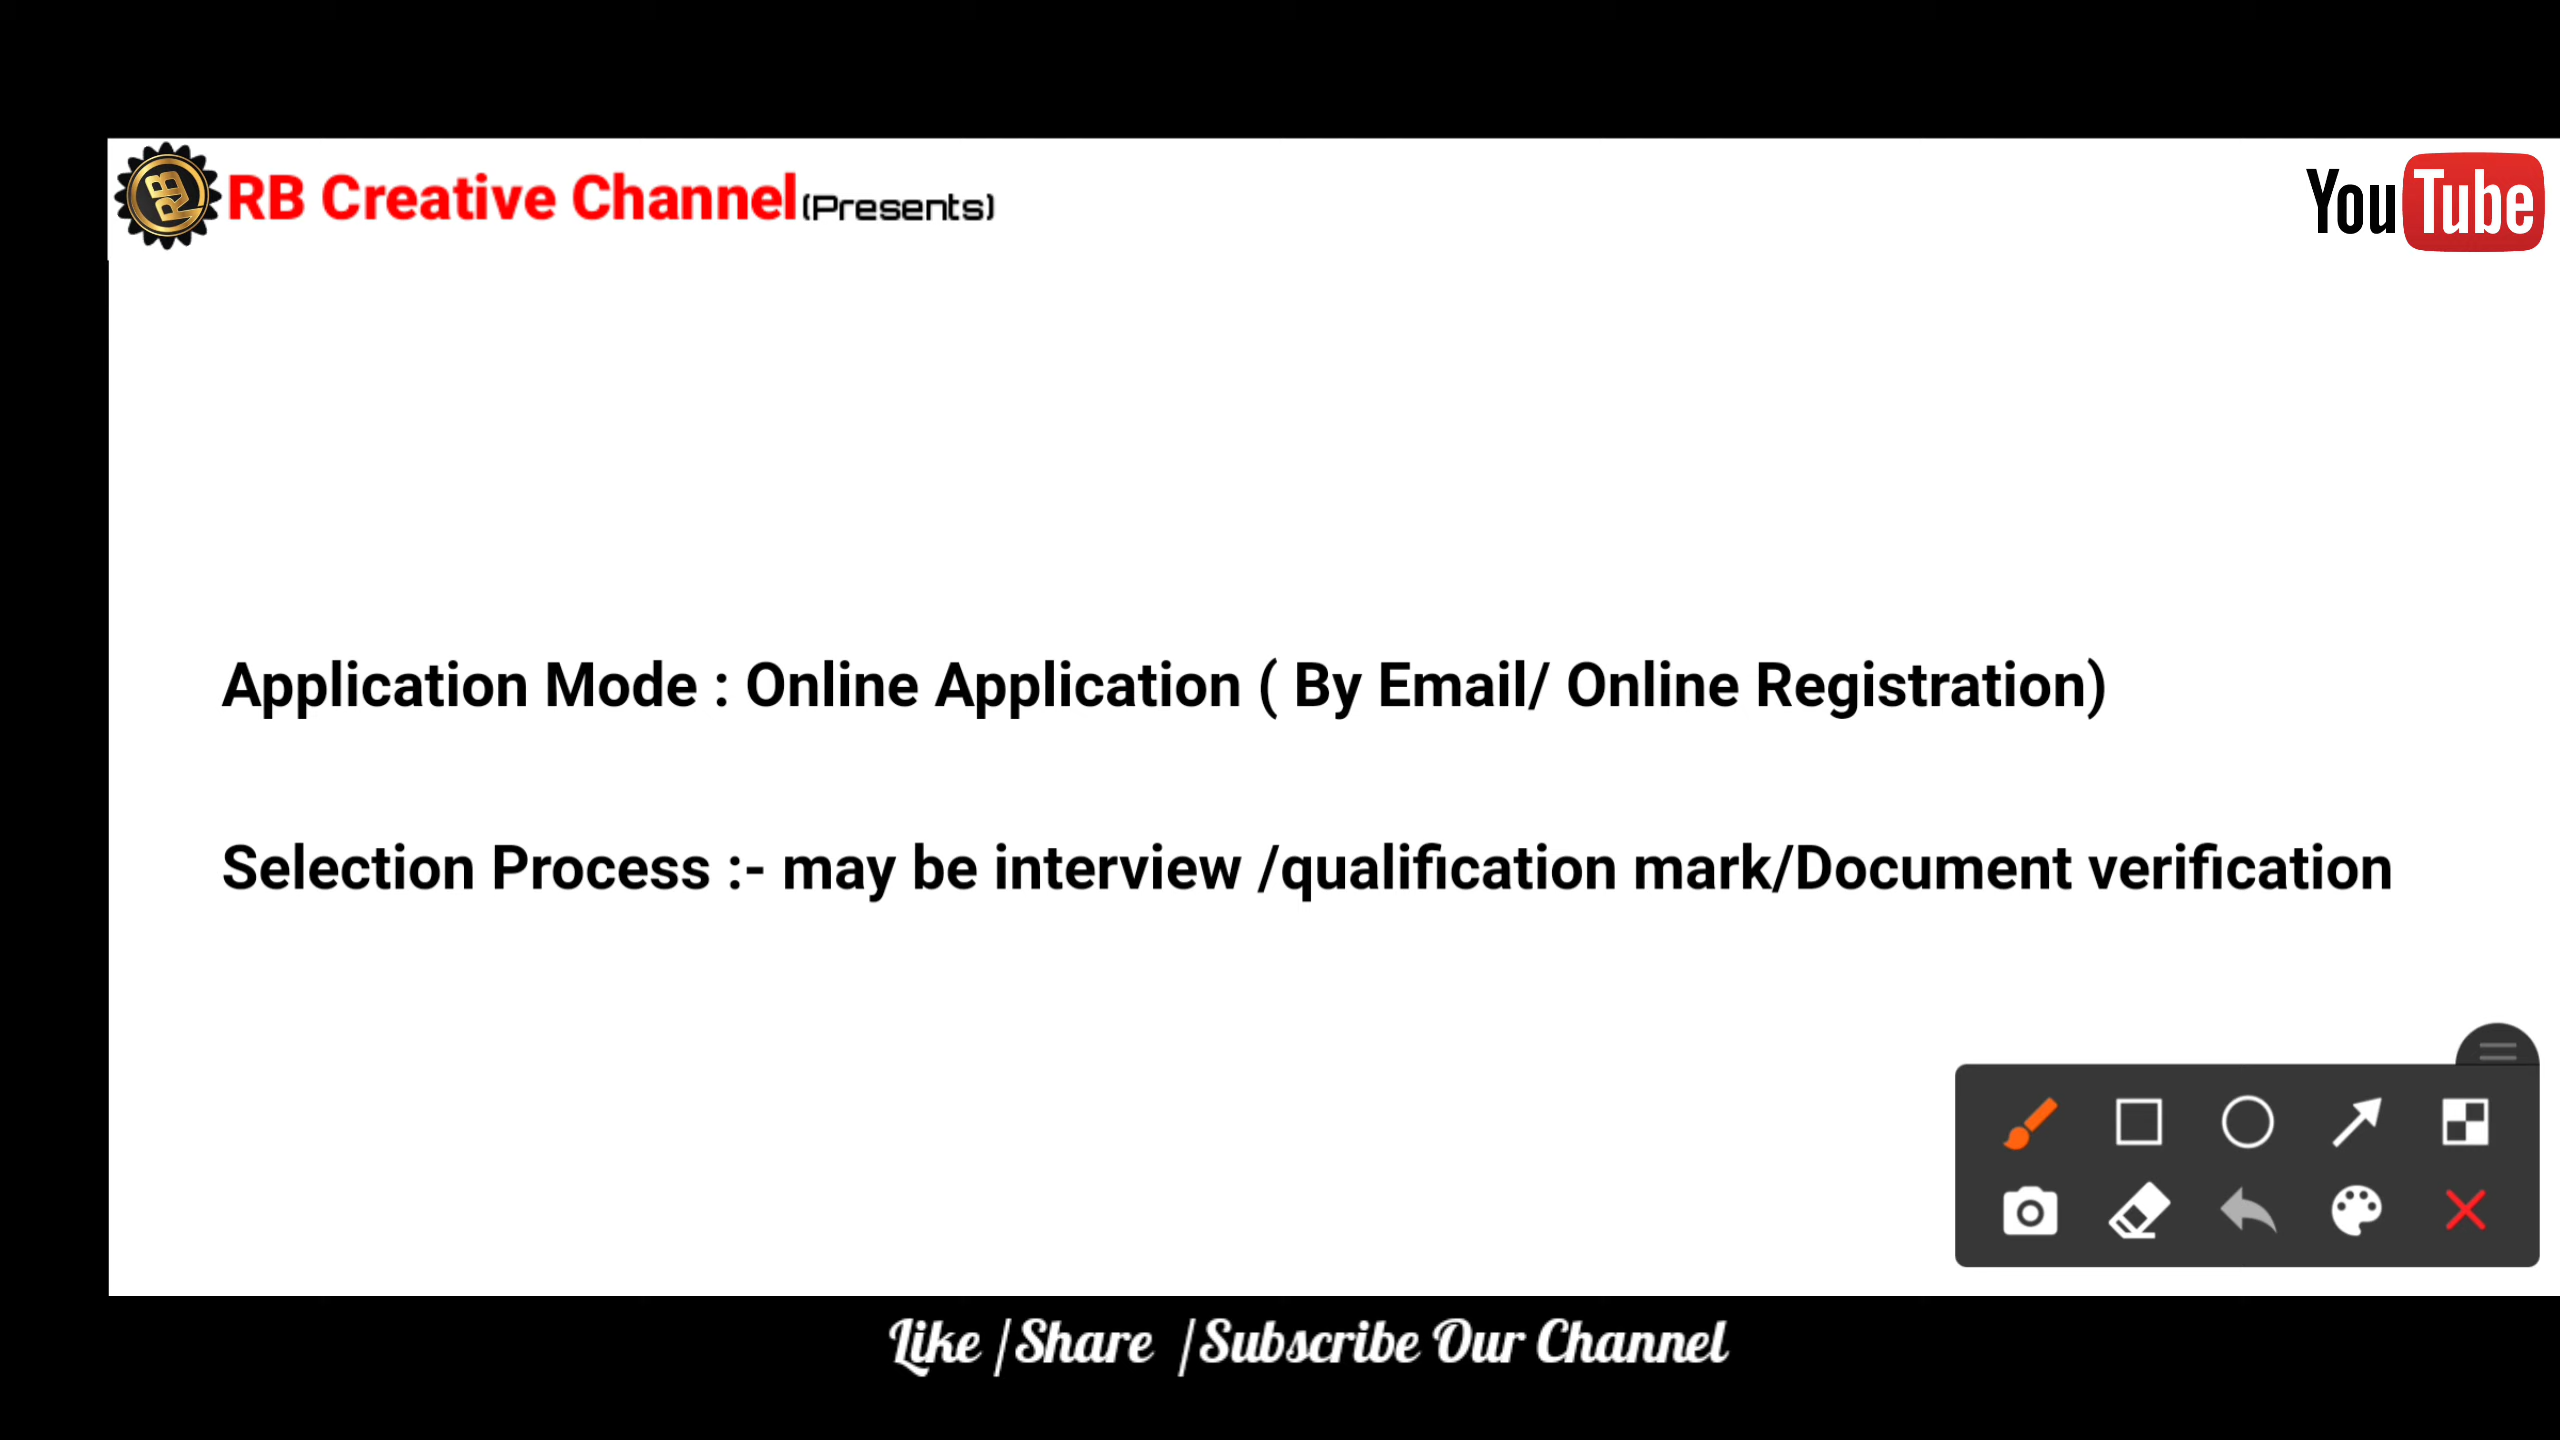 RB
RB Creative Channel(Presents)
YouTube
Application Mode : Online Application ( By Email/ Online Registration)
Selection Process :- may be interview /qualification mark/Document verification
Like /Share /Subscribe Our Channel